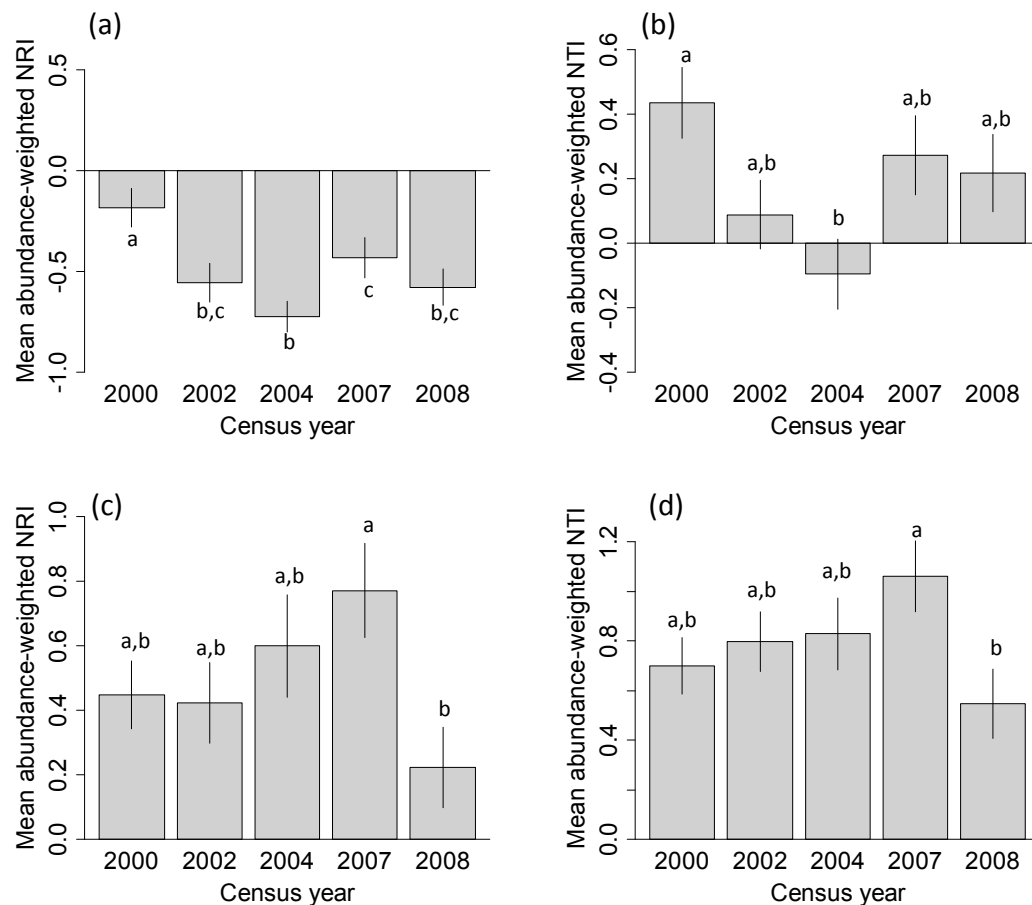 (a)
Mean abundance-weighted NRI
0.5
0.0
-0.5
-1.0
a
b,c
b
c
b,c
2000 2002 2004 2007 2008
Census year
(b)
Mean abundance-weighted NTI
0.6
0.4
0.2
0.0
-0.2
-0.4
a
a,b
b
a,b
a,b
2000 2002 2004 2007 2008
Census year
(c)
Mean abundance-weighted NRI
1.0
0.8
0.6
0.4
0.2
0.0
a,b
a,b
a,b
a
b
2000 2002 2004 2007 2008
Census year
(d)
Mean abundance-weighted NTI
1.2
0.8
0.4
0.0
a,b
a,b
a,b
a
b
2000 2002 2004 2007 2008
Census year